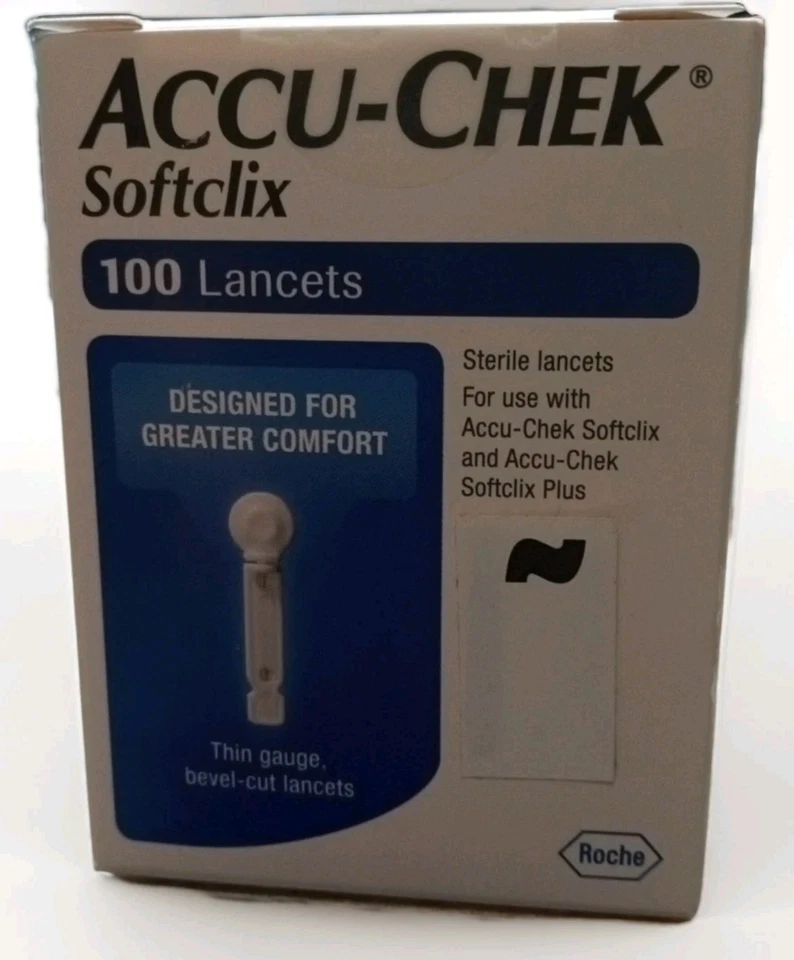 ACCU-CHEK®
Softclix
100 Lancets
DESIGNED FOR
GREATER COMFORT
Thin gauge,
bevel-cut lancets
Sterile lancets
For use with
Accu-Chek Softclix
and Accu-Chek
Softclix Plus
Roche